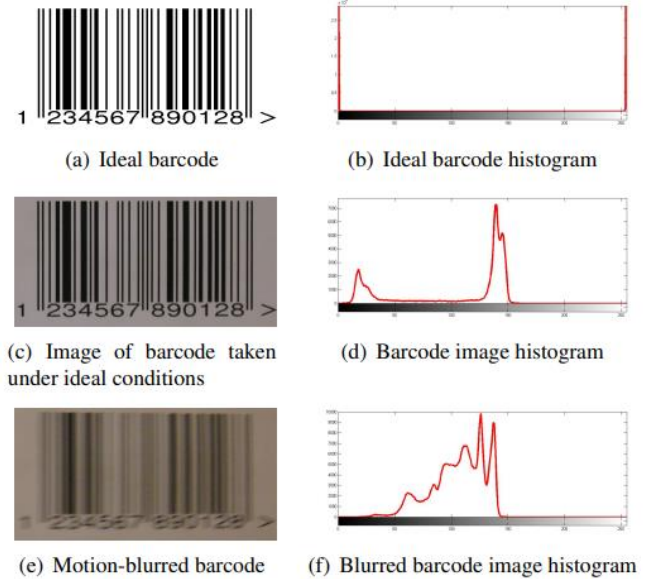 1 234567 890128 >
(a) Ideal barcode
(b) Ideal barcode histogram
1 234567 890128 >
(c) Image of barcode taken
under ideal conditions
(d) Barcode image histogram
1 234567 890128 >
(e) Motion-blurred barcode
(f) Blurred barcode image histogram